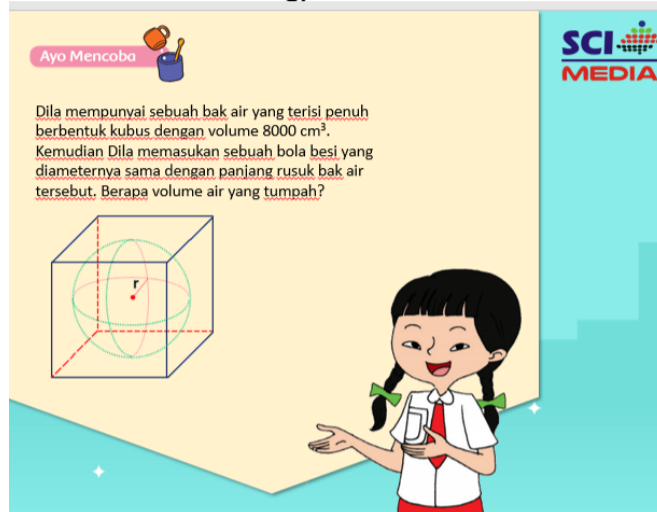 Ayo Mencoba
SCI
MEDIA
Dila mempunyai sebuah bak air yang terisi penuh
berbentuk kubus dengan volume 8000 cm³.
Kemudian Dila memasukan sebuah bola besi yang
diameternya sama dengan panjang rusuk bak air
tersebut. Berapa volume air yang tumpah?
r